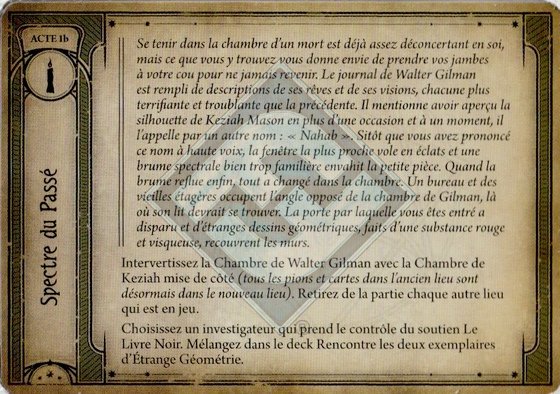 ACTE 1b
Spectre du Passé
Se tenir dans la chambre d'un mort est déjà assez déconcertant en soi,
mais ce que vous y trouvez vous donne envie de prendre vos jambes
à votre cou pour ne jamais revenir. Le journal de Walter Gilman
est rempli de descriptions de ses rêves et de ses visions, chacune plus
terrifiante et troublante que la précédente. Il mentionne avoir aperçu la
silhouette de Keziah Mason en plus d'une occasion et à un moment, il
l'appelle par un autre nom : « Nahab ». Sitôt que vous avez prononcé
ce nom à haute voix, la fenêtre la plus proche vole en éclats et une
brume spectrale bien trop familière envahit la petite pièce. Quand la
brume reflue enfin, tout a changé dans la chambre. Un bureau et des
vieilles étagères occupent l'angle opposé de la chambre de Gilman, là
où son lit devrait se trouver. La porte par laquelle vous êtes entré a
disparu et d'étranges dessins géométriques, faits d'une substance rouge
et visqueuse, recouvrent les murs.
Intervertissez la Chambre de Walter Gilman avec la Chambre de
Keziah mise de côté (tous les pions et cartes dans l'ancien lieu sont
désormais dans le nouveau lieu). Retirez de la partie chaque autre lieu
qui est en jeu.
Choisissez un investigateur qui prend le contrôle du soutien Le
Livre Noir. Mélangez dans le deck Rencontre les deux exemplaires
d'Étrange Géométrie.